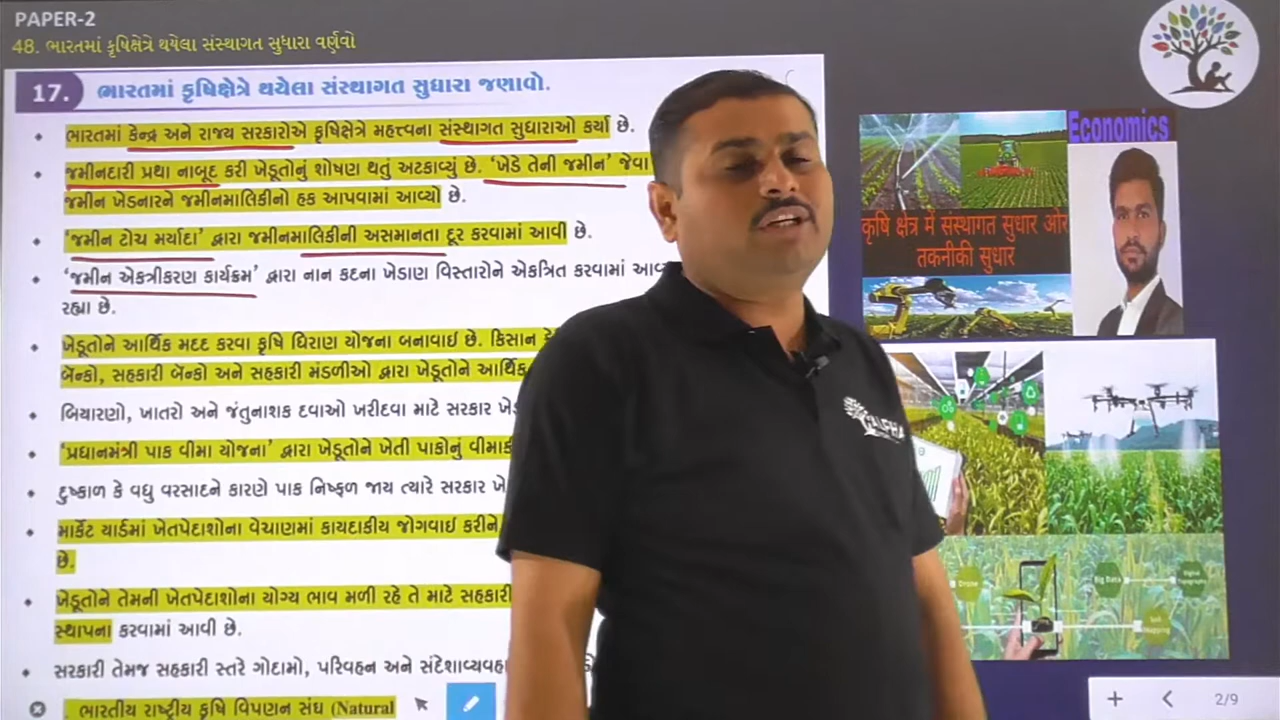 PAPER-2
48. ભારતમાં કૃષિક્ષેત્રે થયેલા સંસ્થાગત સુધારા વર્ણવો
17. ભારતમાં કૃષિક્ષેત્રે થયેલા સંસ્થાગત સુધારા જણાવો.
ભારતમાં કેન્દ્ર અને રાજ્ય સરકારોએ કૃષિક્ષેત્રે મહત્ત્વના સંસ્થાગત સુધારાઓ કર્યા છે.
જમીનદારી પ્રથા નાબૂદ કરી ખેડૂતોનું શોષણ થતું અટકાવ્યું છે. ‘ખેડે તેની જમીન’ જેવા
જમીન ખેડનારને જમીનમાલિકીનો હક આપવામાં આવ્યો છે.
‘જમીન ટોચ મર્યાદા’ દ્વારા જમીનમાલિકીની અસમાનતા દૂર કરવામાં આવી છે.
‘જમીન એકત્રીકરણ કાર્યક્રમ’ દ્વારા નાન કદના ખેડાણ વિસ્તારોને એકત્રિત કરવામાં
રહ્યા છે.
ખેડૂતોને આર્થિક મદદ કરવા કૃષિ ધિરાણ યોજના બનાવાઈ છે. કિસાન
બૅન્કો, સહકારી બૅન્કો અને સહકારી મંડળીઓ દ્વારા ખેડૂતોને આર્થિક
બિયારણો, ખાતરો અને જંતુનાશક દવાઓ ખરીદવા માટે સરકાર
‘પ્રધાનમંત્રી પાક વીમા યોજના’ દ્વારા ખેડૂતોને ખેતી પાકોનું
દુષ્કાળ કે વધુ વરસાદને કારણે પાક નિષ્ફળ જાય ત્યારે સરકાર
માર્કેટ યાર્ડમાં ખેતપેદાશોના વેચાણમાં કાયદાકીય જોગવાઈ કરીને
છે.
ખેડૂતોને તેમની ખેતપેદાશોના યોગ્ય ભાવ મળી રહે તે માટે સહકારી
સ્થાપના કરવામાં આવી છે.
સરકારી તેમજ સહકારી સ્તરે ગોદામો, પરિવહન અને
ભારતીય રાષ્ટ્રીય કૃષિ વિપણન સંઘ (Natural
Economics
कृषि क्षेत्र में संस्थागत सुधार और
तकनीकी सुधार
Drone
Big Data
2/9